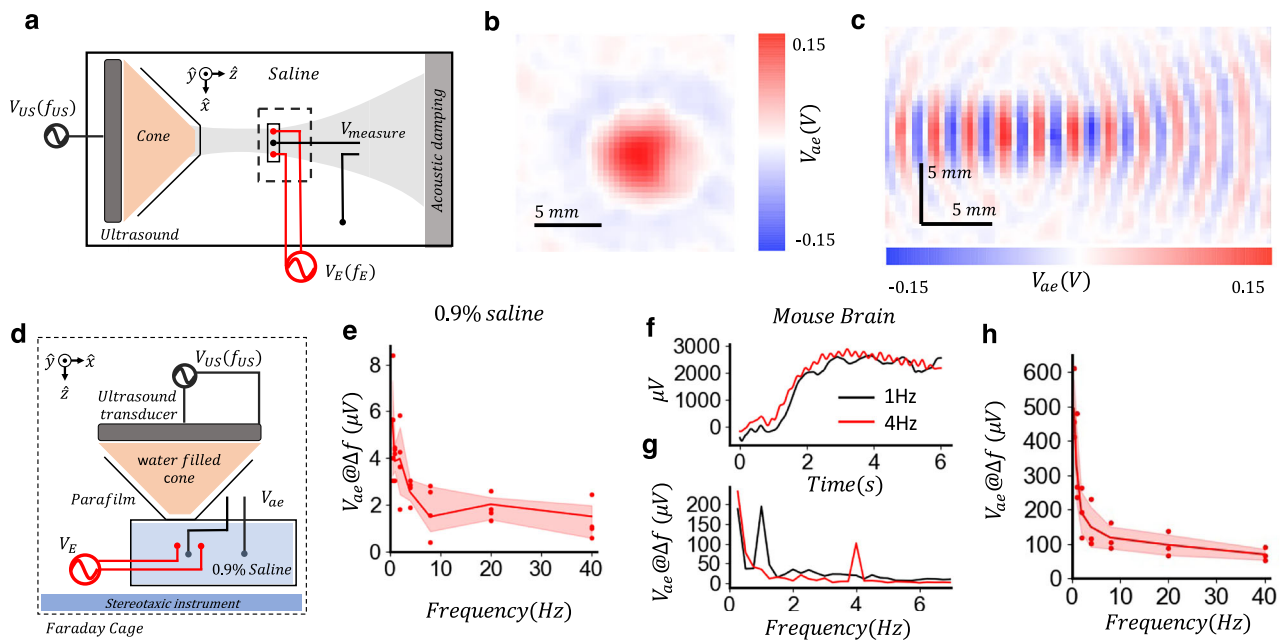 a
ŷ ẑ
x̂
Saline
V_US(f_US)
Cone
V_measure
Acoustic damping
Ultrasound
V_E(f_E)
b
0.15
V_ae(V)
-0.15
5 mm
c
5 mm
5 mm
-0.15 0.15
V_ae(V)
d
ŷ x̂
ẑ
V_US(f_US)
Ultrasound
transducer
water filled
cone
Parafilm
V_ae
V_E
0.9% Saline
Stereotaxic instrument
Faraday Cage
0.9% saline
e
V_ae@Δf (μV)
8
6
4
2
0
0 10 20 30 40
Frequency(Hz)
Mouse Brain
f
μV
3000
2000
1000
0
1Hz
4Hz
0 2 4 6
Time(s)
g
V_ae@Δf (μV)
200
150
100
50
0
0 2 4 6
Frequency(Hz)
h
V_ae@Δf (μV)
600
500
400
300
200
100
0
0 10 20 30 40
Frequency(Hz)